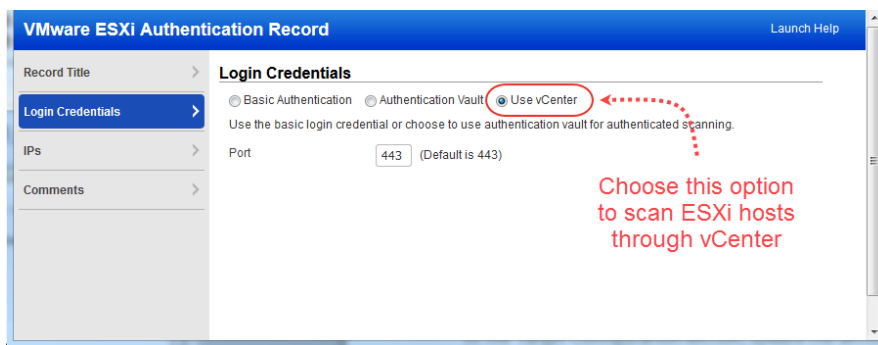 VMware ESXi Authentication Record
Launch Help
Record Title
Login Credentials
IPs
Comments
Login Credentials
Basic Authentication Authentication Vault Use vCenter
Use the basic login credential or choose to use authentication vault for authenticated scanning.
Port 443 (Default is 443)
Choose this option
to scan ESXi hosts
through vCenter